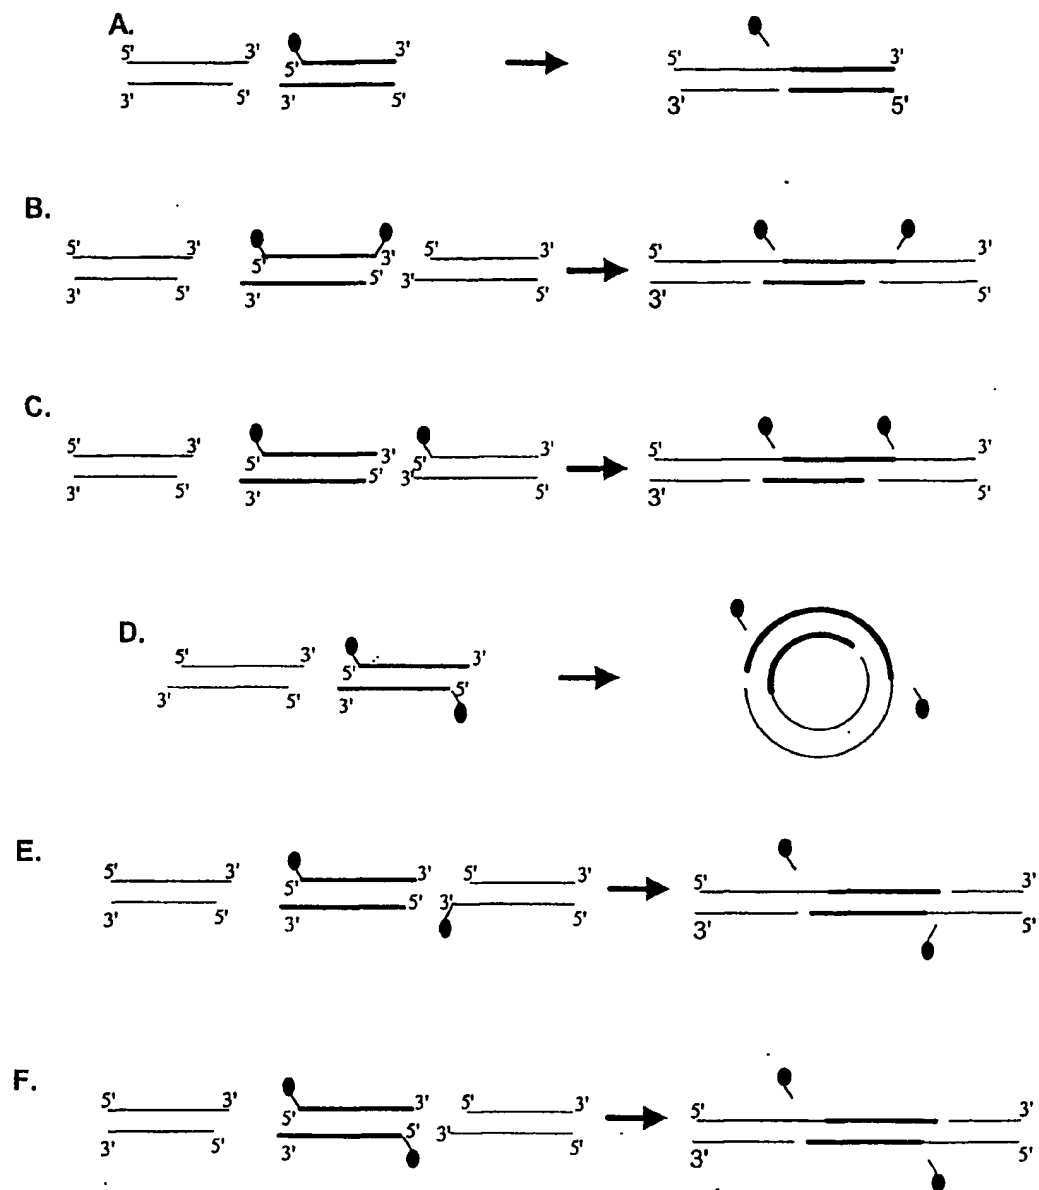 A.
5' 3' 5' 3' 5' 3'
3' 5' 3' 5' 3' 5'
B.
5' 3' 5' 3' 5' 3' 5' 3'
3' 5' 3' 5' 3' 5' 3' 5'
C.
5' 3' 5' 3' 5' 3' 5' 3'
3' 5' 3' 5' 3' 5' 3' 5'
D.
5' 3' 5' 3'
3' 5' 3' 5'
E.
5' 3' 5' 3' 5' 3' 5' 3'
3' 5' 3' 5' 3' 5' 3' 5'
F.
5' 3' 5' 3' 5' 3' 5' 3'
3' 5' 3' 5' 3' 5' 3' 5'